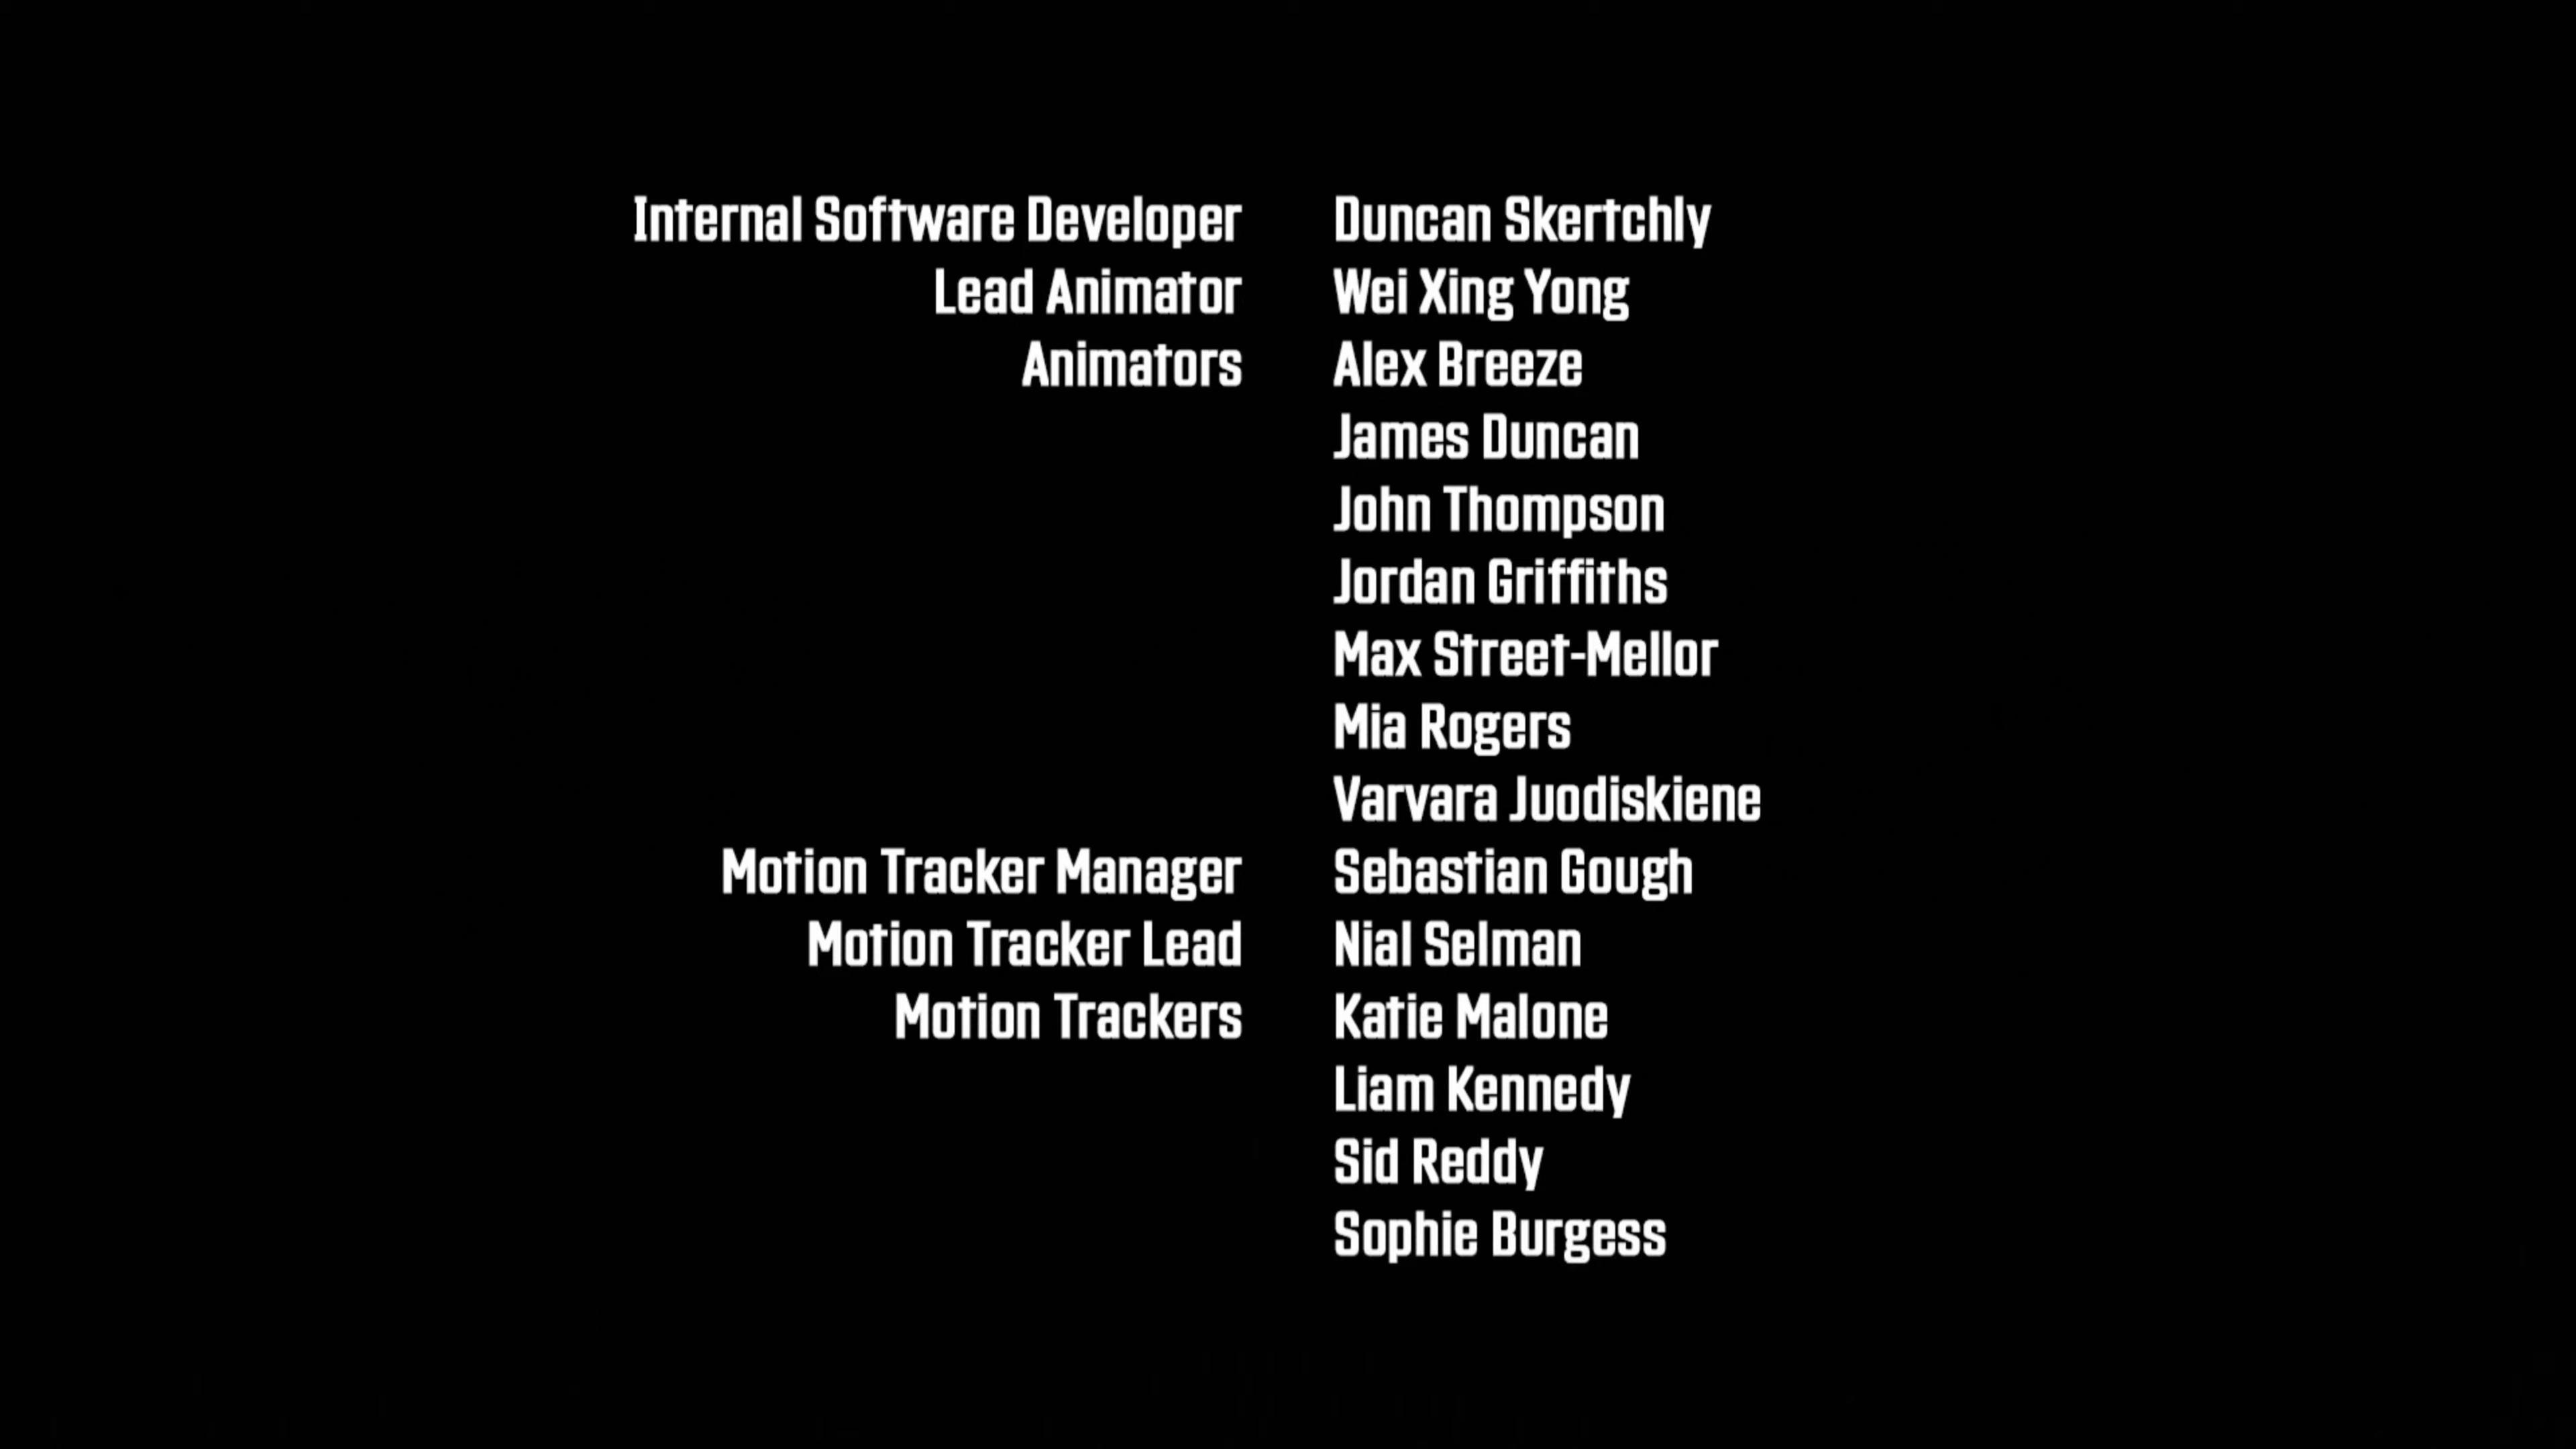 Internal Software Developer Duncan Skertchly
Lead Animator Wei Xing Yong
Animators Alex Breeze
James Duncan
John Thompson
Jordan Griffiths
Max Street-Mellor
Mia Rogers
Varvara Juodiskiene
Motion Tracker Manager Sebastian Gough
Motion Tracker Lead Nial Selman
Motion Trackers Katie Malone
Liam Kennedy
Sid Reddy
Sophie Burgess